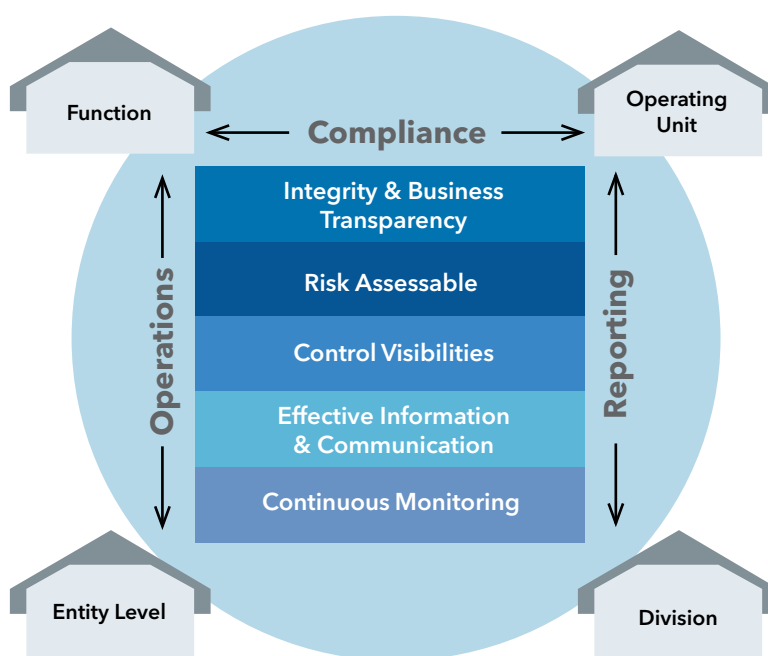 Function
Operating
Unit
Compliance
Integrity & Business
Transparency
Risk Assessable
Control Visibilities
Effective Information
& Communication
Continuous Monitoring
Operations
Reporting
Entity Level
Division